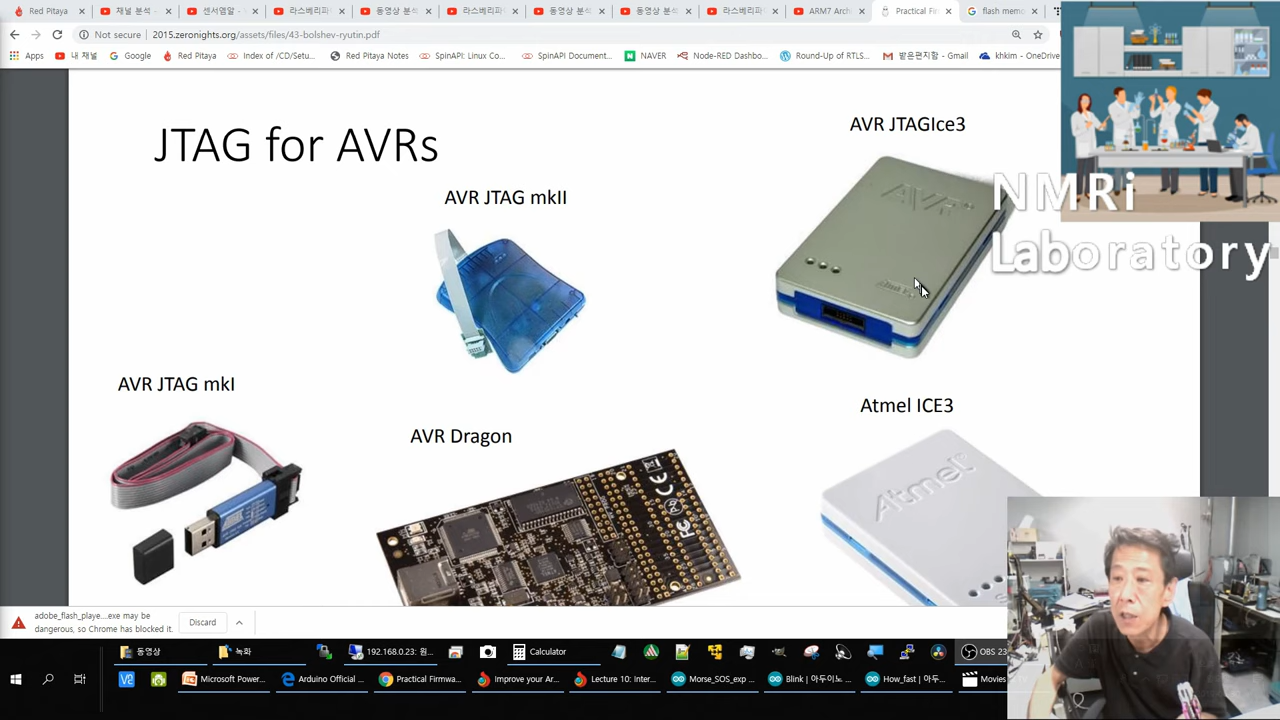 Red Pitaya
재널 분석 -
센서엠알 -
라스베리파
동영상 분석
라스베리파
동영상 분석
동영상 분석
라스베리파
ARM7 Arch
Practical Fir
flash memo
Not secure
2015.zeronights.org/assets/files/43-bolshev-ryutin.pdf
Apps
내 채널
Google
Red Pitaya
Index of /CD/Setu...
Red Pitaya Notes
SpinAPI: Linux Co...
SpinAPI Document...
NAVER
Node-RED Dashbo...
Round-Up of RTLS...
받은편지함 - Gmail
khkim - OneDrive
JTAG for AVRs
AVR JTAGIce3
AVR JTAG mkII
AVR
NMRi
Laboratory
AVR JTAG mkI
AVR Dragon
Atmel ICE3
Atmel
FC CE
adobe_flash_playe....exe may be
dangerous, so Chrome has blocked it.
Discard
동영상
녹화
192.168.0.23: 원...
Calculator
OBS 23
Microsoft Power...
Arduino Official ...
Practical Firmwa...
Improve your Ar...
Lecture 10: Inter...
Morse_SOS_exp ...
Blink | 아두이노 ...
How_fast | 아두...
Movies